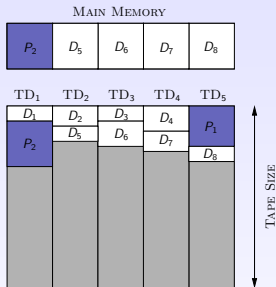 MAIN MEMORY
P₂ D₅ D₆ D₇ D₈
TD₁ TD₂ TD₃ TD₄ TD₅
D₁ D₂ D₃ D₄ P₁
P₂ D₅ D₆ D₇ D₈
TAPE SIZE